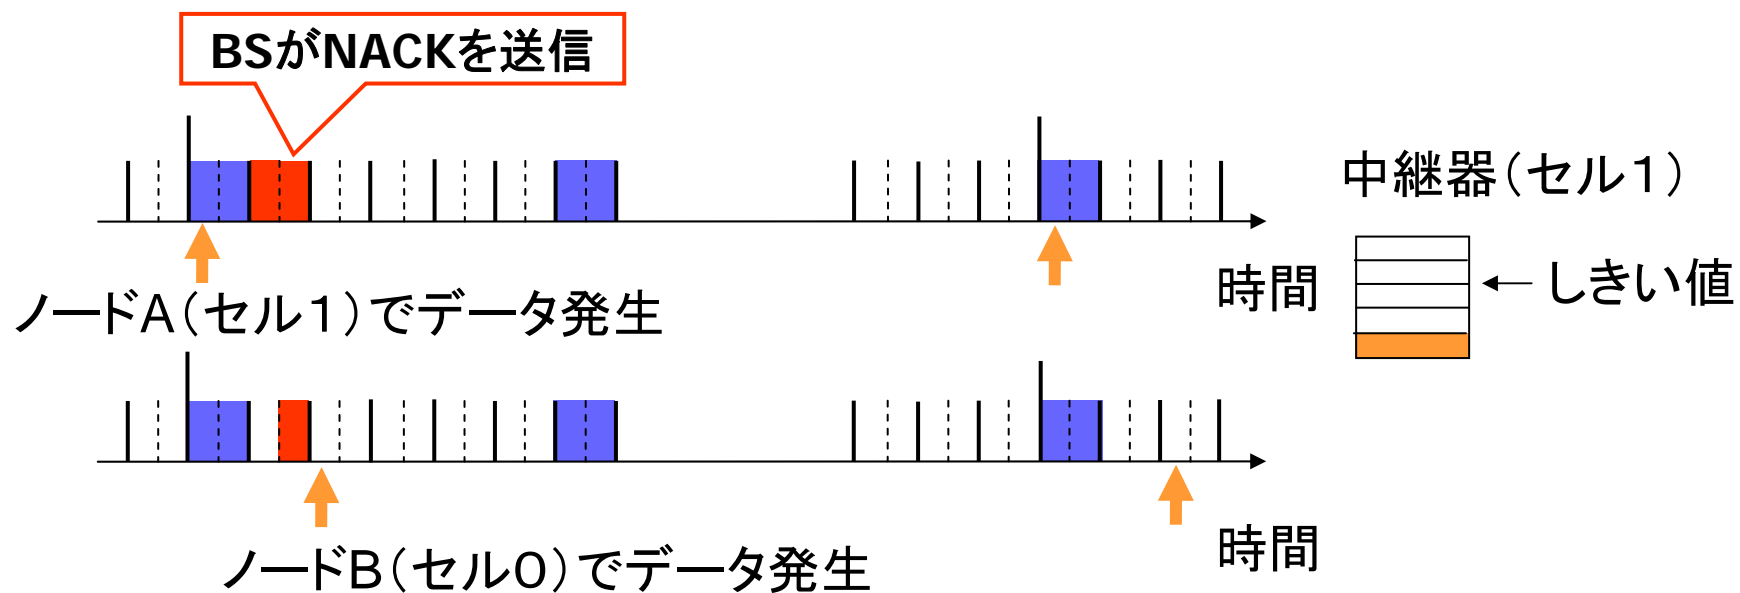 BSがNACKを送信
中継器（セル１）
時間
しきい値
ノードA（セル１）でデータ発生
時間
ノードB（セル０）でデータ発生